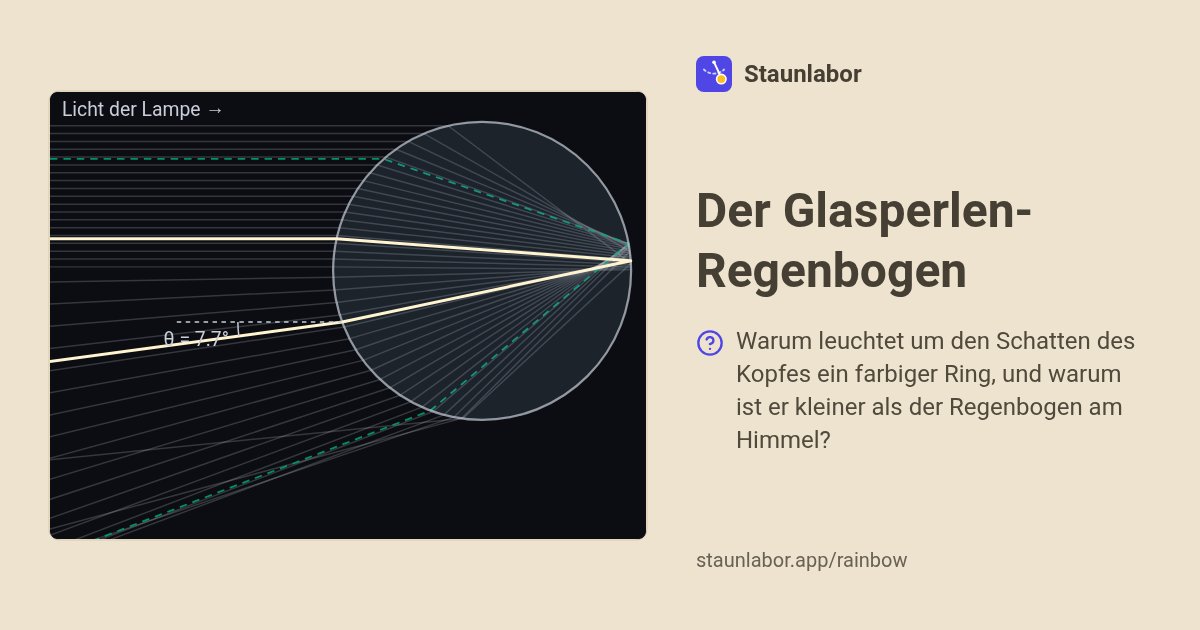 Licht der Lampe →
θ = 7.7°
Staunlabor
Der Glasperlen-
Regenbogen
Warum leuchtet um den Schatten des
Kopfes ein farbiger Ring, und warum
ist er kleiner als der Regenbogen am
Himmel?
staunlabor.app/rainbow